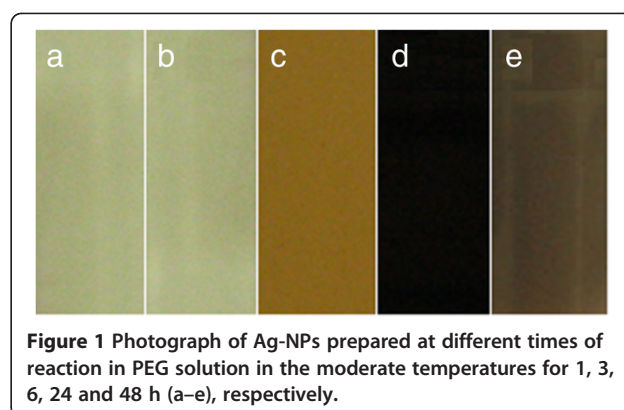 a b c d e
Figure 1 Photograph of Ag-NPs prepared at different times of
reaction in PEG solution in the moderate temperatures for 1, 3,
6, 24 and 48 h (a–e), respectively.